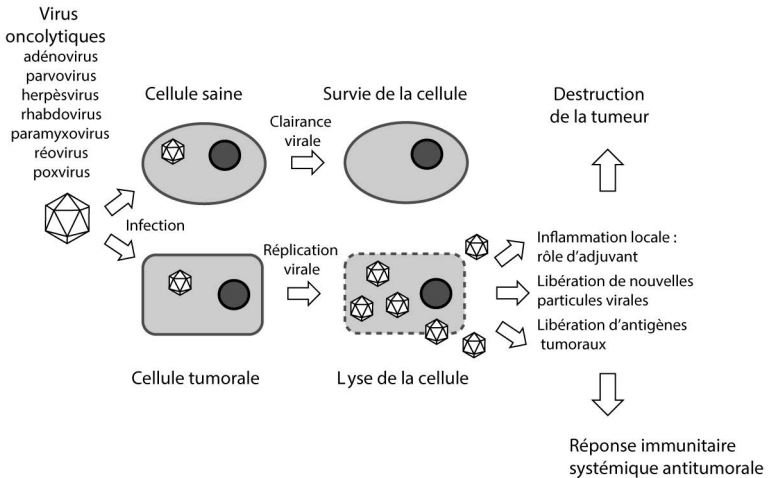 Virus
oncolytiques
adénovirus
parvovirus
herpèsvirus
rhabdovirus
paramyxovirus
réovirus
poxvirus
Infection
Cellule saine
Clairance
virale
Survie de la cellule
Cellule tumorale
Réplication
virale
Lyse de la cellule
Destruction
de la tumeur
Inflammation locale :
rôle d'adjuvant
Libération de nouvelles
particules virales
Libération d'antigènes
tumoraux
Réponse immunitaire
systémique antitumorale